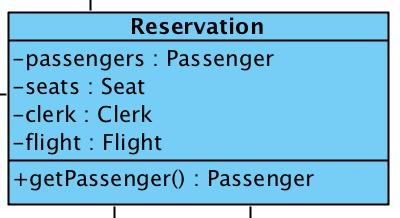 Reservation
-passengers : Passenger
-seats : Seat
-clerk : Clerk
-flight : Flight
+getPassenger() : Passenger